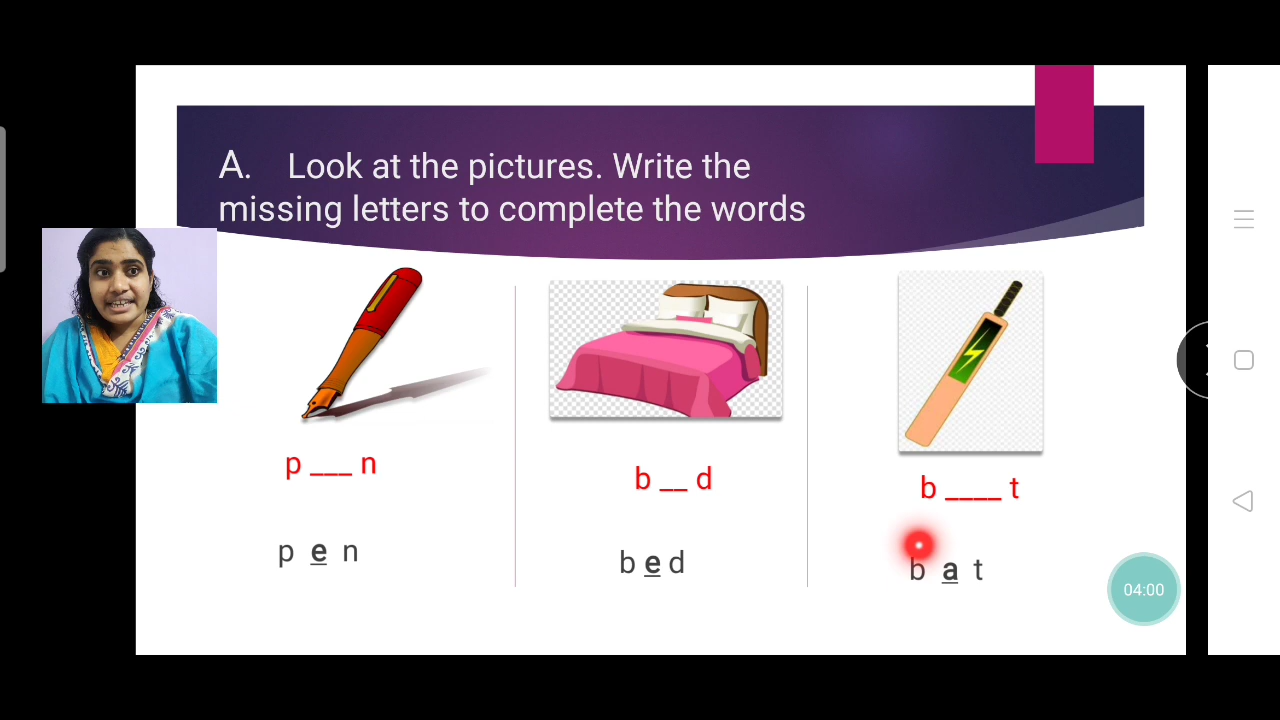 A. Look at the pictures. Write the
missing letters to complete the words
p ___ n
b __ d
b ____ t
p e n
b e d
b a t
04:00